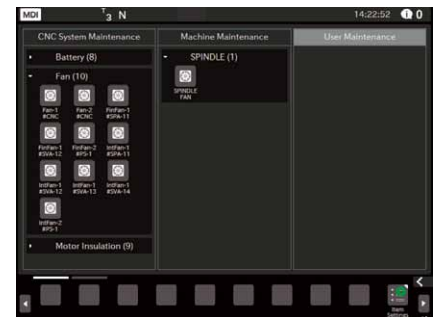 MDI T 3 N 14:22:52 0
CNC System Maintenance
Battery (8)
Fan (10)
Fan-1 #CNC
Fan-2 #CNC
FinFan-1 #SPA-11
FinFan-1 #SVA-12
FinFan-2 #PS-1
IntFan-1 #SPA-11
IntFan-1 #SVA-12
IntFan-1 #SVA-13
IntFan-1 #SVA-14
IntFan-2 #PS-1
Motor Insulation (9)
Machine Maintenance
SPINDLE (1)
SPINDLE FAN
User Maintenance
Item Settings